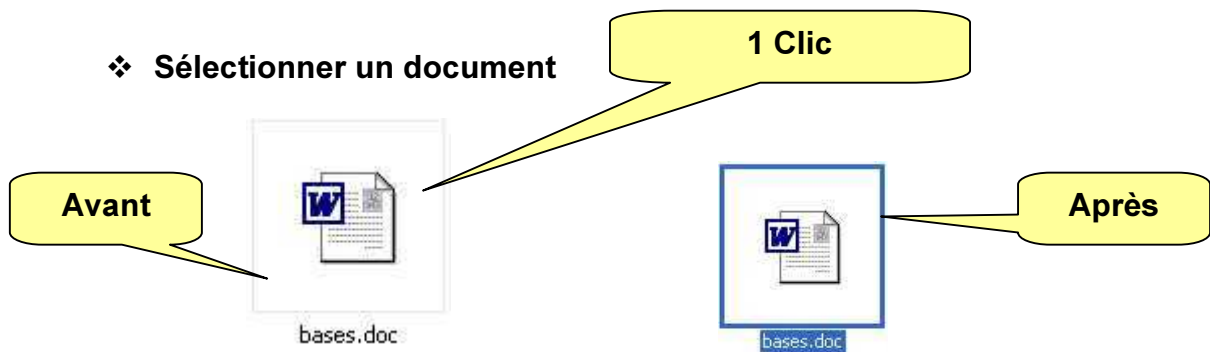 1 Clic
❖ Sélectionner un document
Avant
Après
W
W
bases.doc
bases.doc